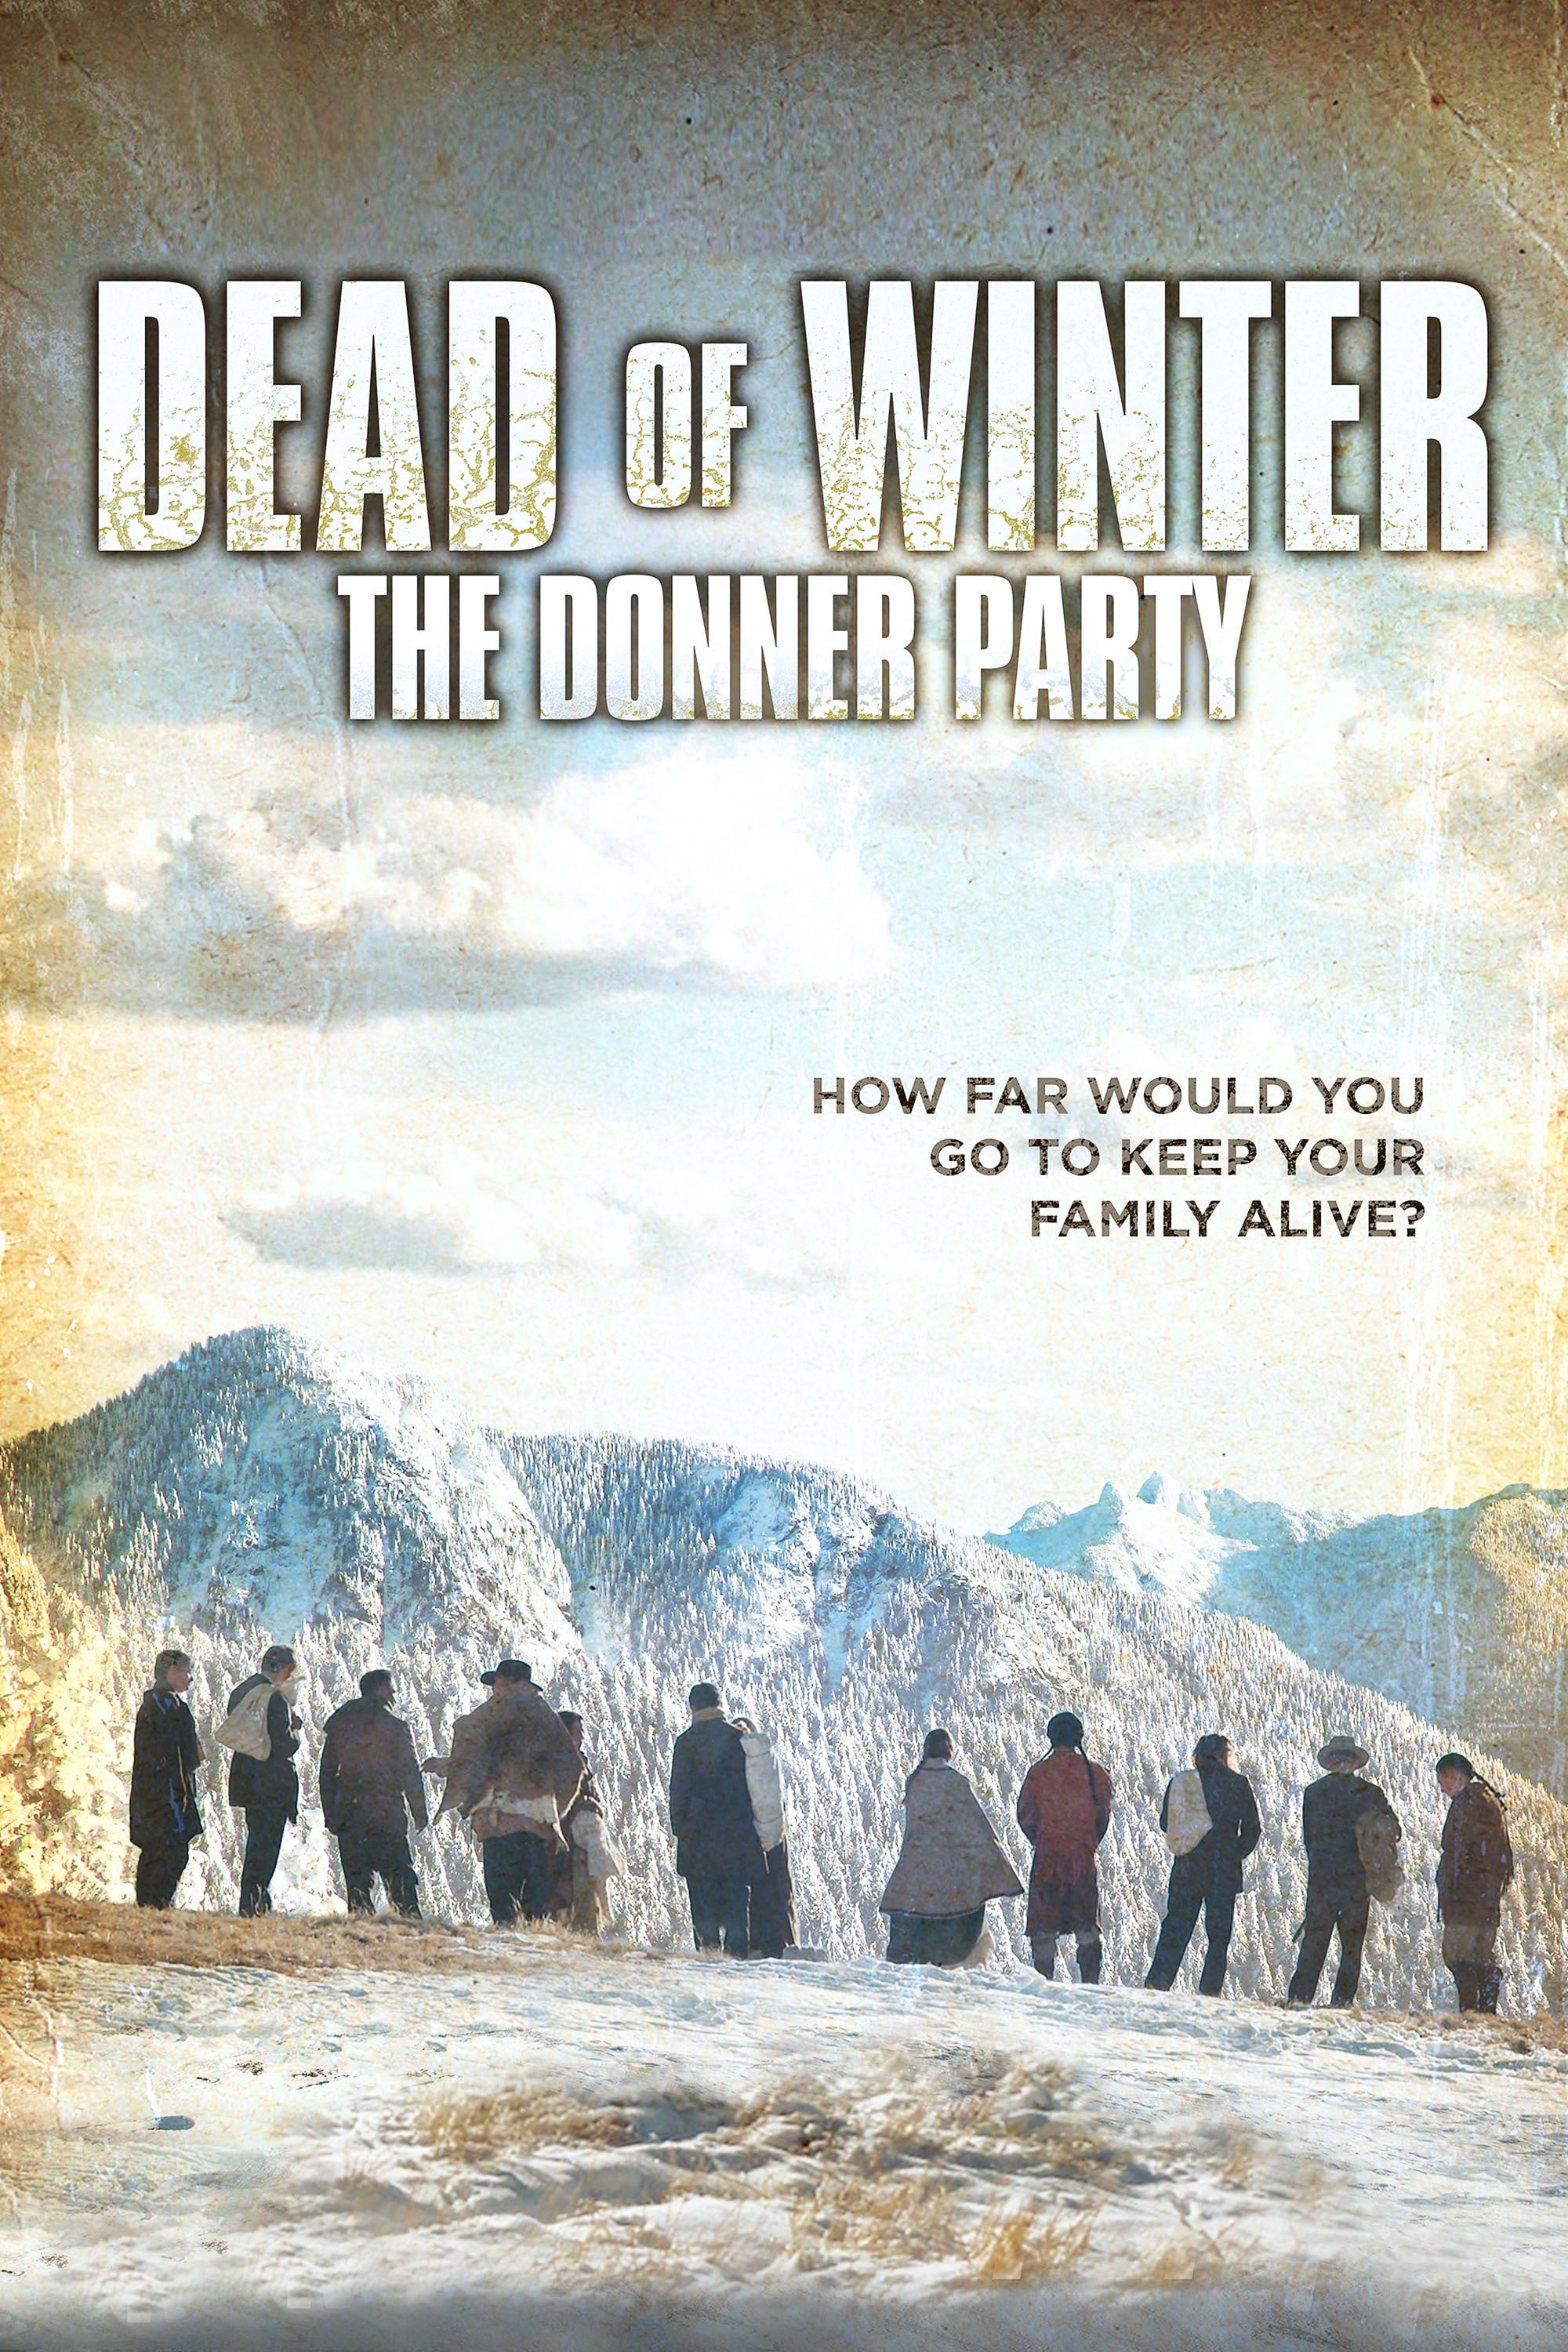 DEAD OF WINTER
THE DONNER PARTY
HOW FAR WOULD YOU
GO TO KEEP YOUR
FAMILY ALIVE?